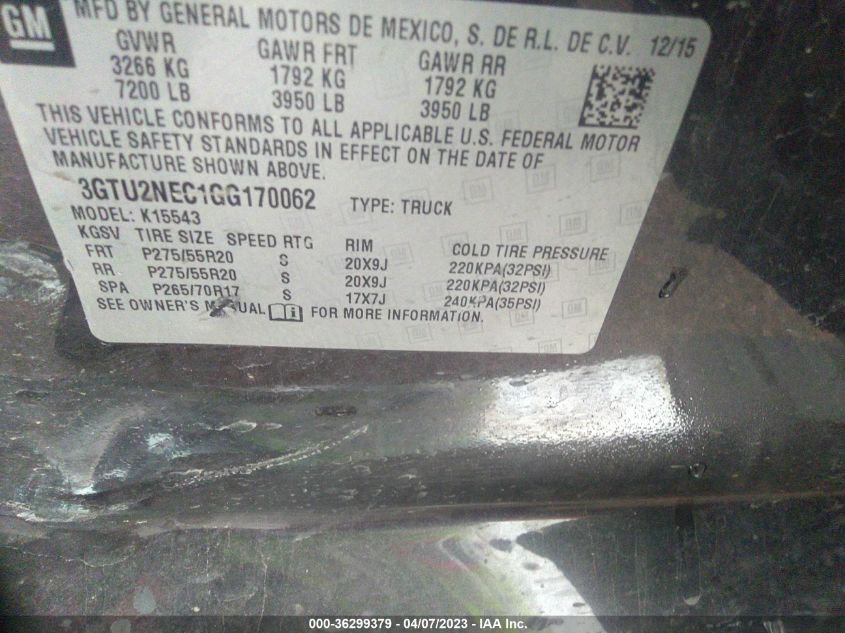 GM
MFD BY GENERAL MOTORS DE MEXICO, S. DE R.L. DE C.V. 12/15
GVWR GAWR FRT GAWR RR
3266 KG 1792 KG 1792 KG
7200 LB 3950 LB 3950 LB
THIS VEHICLE CONFORMS TO ALL APPLICABLE U.S. FEDERAL MOTOR
VEHICLE SAFETY STANDARDS IN EFFECT ON THE DATE OF
MANUFACTURE SHOWN ABOVE.
3GTU2NEC1GG170062 TYPE: TRUCK
MODEL: K15543
KGSV TIRE SIZE SPEED RTG RIM COLD TIRE PRESSURE
FRT P275/55R20 S 20X9J 220KPA(32PSI)
RR P275/55R20 S 20X9J 220KPA(32PSI)
SPA P265/70R17 S 17X7J 240KPA(35PSI)
SEE OWNER'S MANUAL FOR MORE INFORMATION.
000-36299379 - 04/07/2023 - IAA Inc.